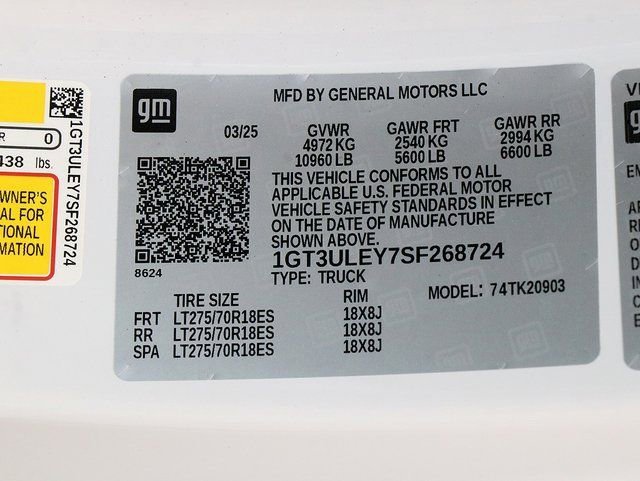 R 0
438 lbs.
OWNER'S
AL FOR
TIONAL
MATION
1GT3ULEY7SF268724
gm
MFD BY GENERAL MOTORS LLC
03/25 GVWR GAWR FRT GAWR RR
4972 KG 2540 KG 2994 KG
10960 LB 5600 LB 6600 LB
THIS VEHICLE CONFORMS TO ALL
APPLICABLE U.S. FEDERAL MOTOR
VEHICLE SAFETY STANDARDS IN EFFECT
ON THE DATE OF MANUFACTURE
SHOWN ABOVE.
8624
1GT3ULEY7SF268724
TYPE: TRUCK
MODEL: 74TK20903
TIRE SIZE RIM
FRT LT275/70R18ES 18X8J
RR LT275/70R18ES 18X8J
SPA LT275/70R18ES 18X8J